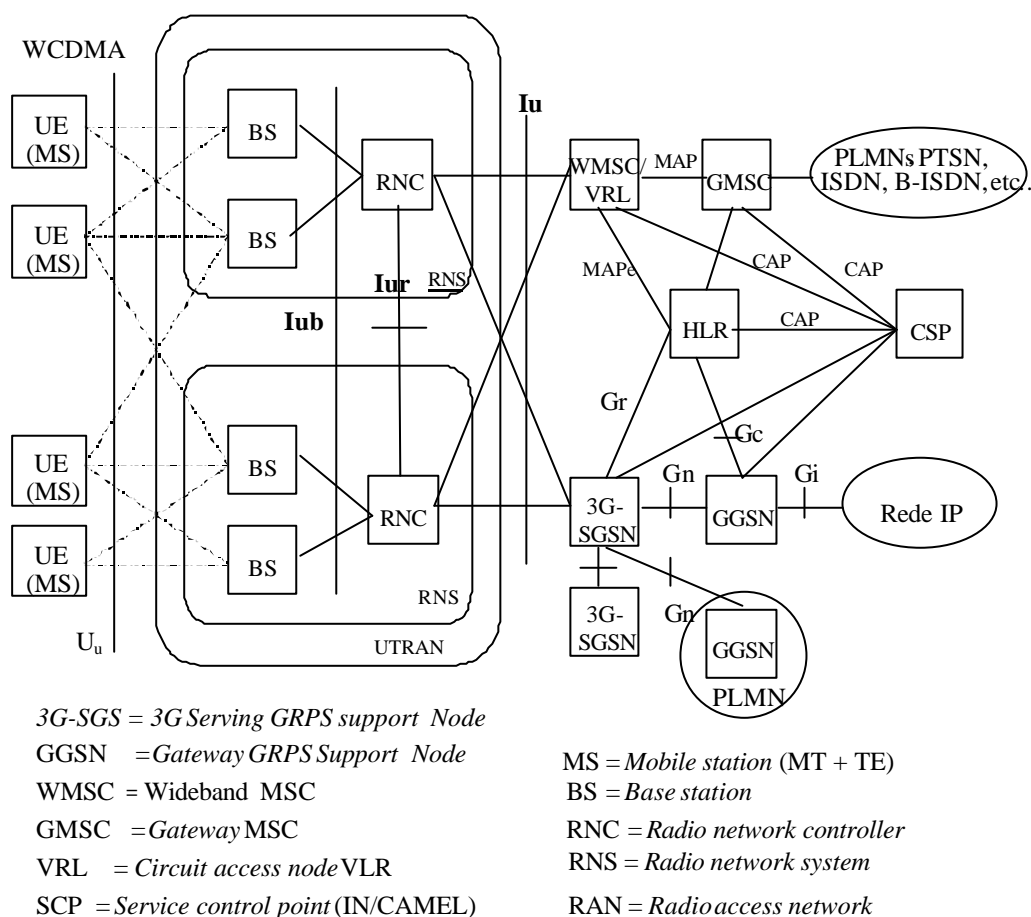 WCDMA
UE
(MS)
BS
RNC
Iu
WMSC/
VRL
MAP
GMSC
PLMNs PTSN,
ISDN, B-ISDN, etc..
UE
(MS)
BS
Iur
RNS
Iub
MAPe
CAP
CAP
HLR
CAP
CSP
Gr
Gc
UE
(MS)
BS
RNC
3G-
SGSN
Gn
GGSN
Gi
Rede IP
UE
(MS)
BS
RNS
UTRAN
Uu
3G-
SGSN
Gn
GGSN
PLMN
3G-SGS = 3G Serving GRPS support Node
GGSN = Gateway GRPS Support Node
WMSC = Wideband MSC
GMSC = Gateway MSC
VRL = Circuit access node VLR
SCP = Service control point (IN/CAMEL)
MS = Mobile station (MT + TE)
BS = Base station
RNC = Radio network controller
RNS = Radio network system
RAN = Radio access network